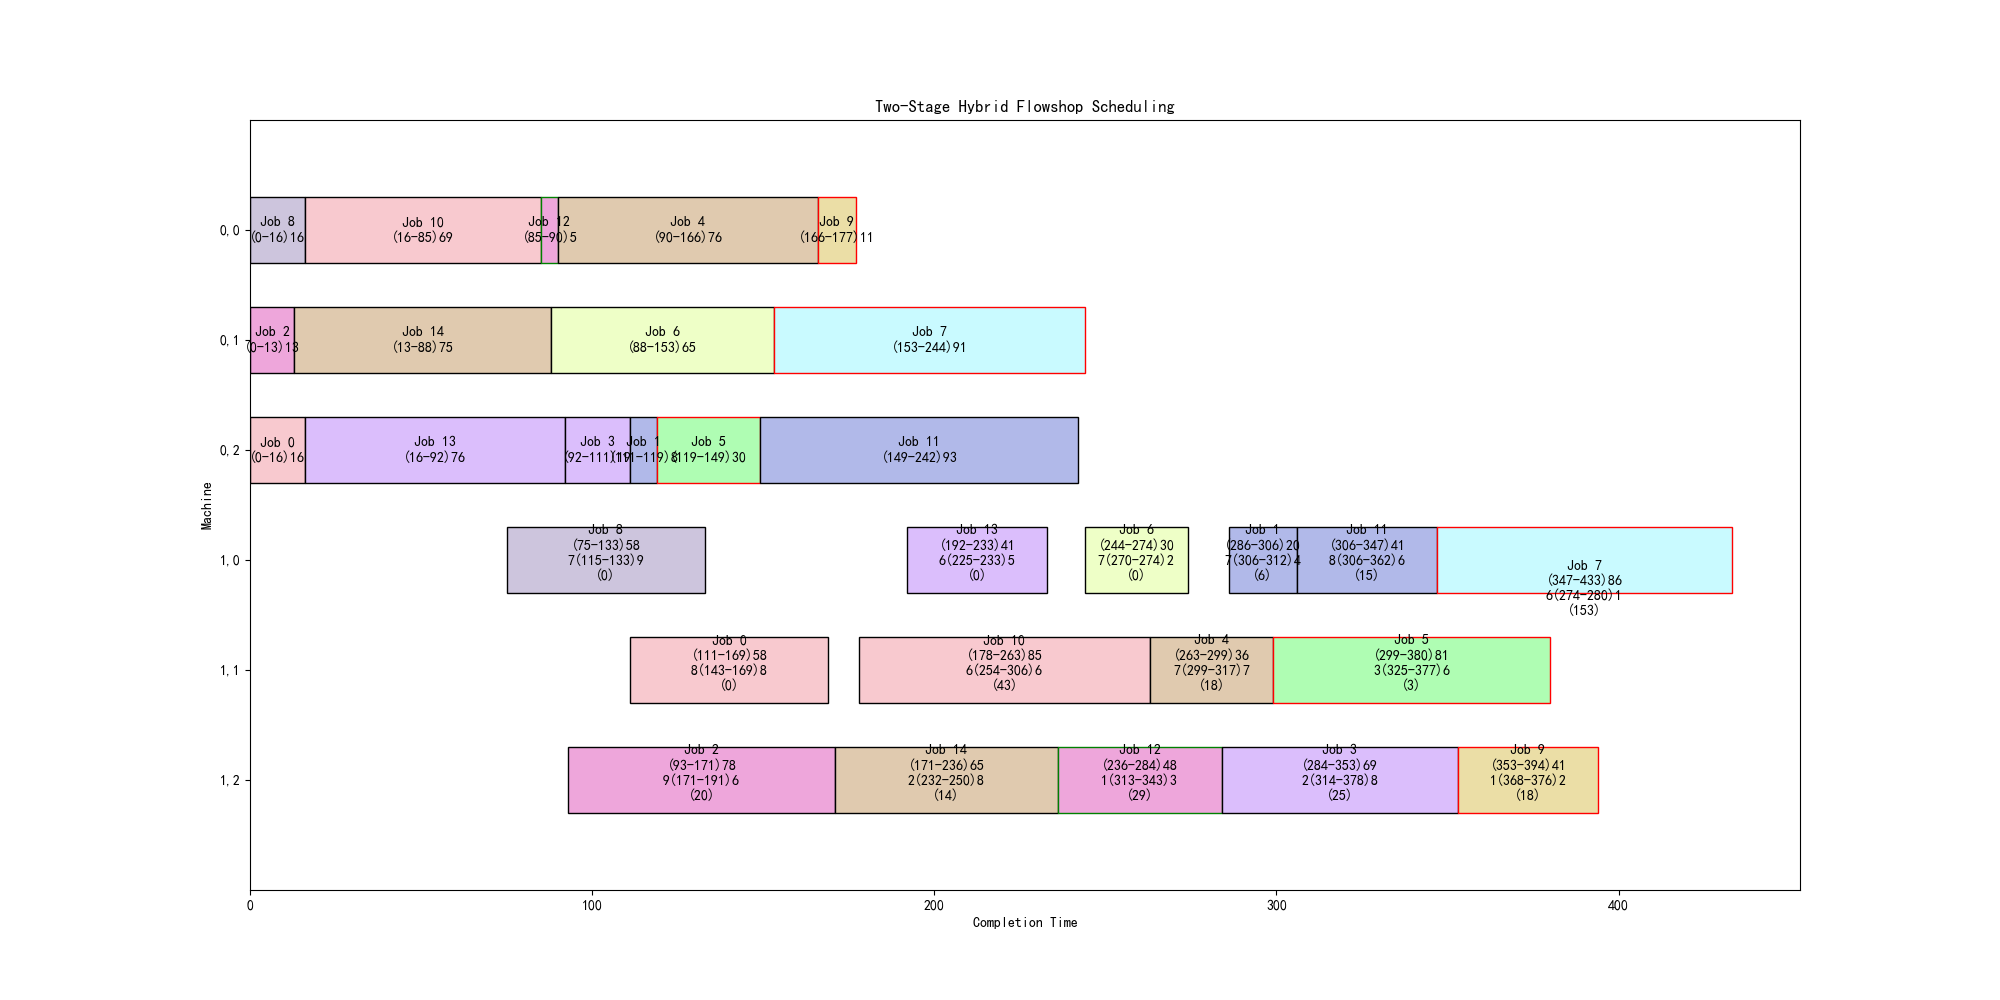 Two-Stage Hybrid Flowshop Scheduling
0,0
Job 8
(0-16)16
Job 10
(16-85)69
Job 12
(85-90)5
Job 4
(90-166)76
Job 9
(166-177)11
0,1
Job 2
(0-13)13
Job 14
(13-88)75
Job 6
(88-153)65
Job 7
(153-244)91
0,2
Job 0
(0-16)16
Job 13
(16-92)76
Job 3
(92-111)19
Job 1
(111-119)8
Job 5
(119-149)30
Job 11
(149-242)93
Machine
1,0
Job 8
(75-133)58
7(115-133)9
(0)
Job 13
(192-233)41
6(225-233)5
(0)
Job 6
(244-274)30
7(270-274)2
(0)
Job 1
(286-306)20
7(306-312)4
(6)
Job 11
(306-347)41
8(306-362)6
(15)
Job 7
(347-433)86
6(274-280)1
(153)
1,1
Job 0
(111-169)58
8(143-169)8
(0)
Job 10
(178-263)85
6(254-306)6
(43)
Job 4
(263-299)36
7(299-317)7
(18)
Job 5
(299-380)81
3(325-377)6
(3)
1,2
Job 2
(93-171)78
9(171-191)6
(20)
Job 14
(171-236)65
2(232-250)8
(14)
Job 12
(236-284)48
1(313-343)3
(29)
Job 3
(284-353)69
2(314-378)8
(25)
Job 9
(353-394)41
1(368-376)2
(18)
0
100
200
300
400
Completion Time